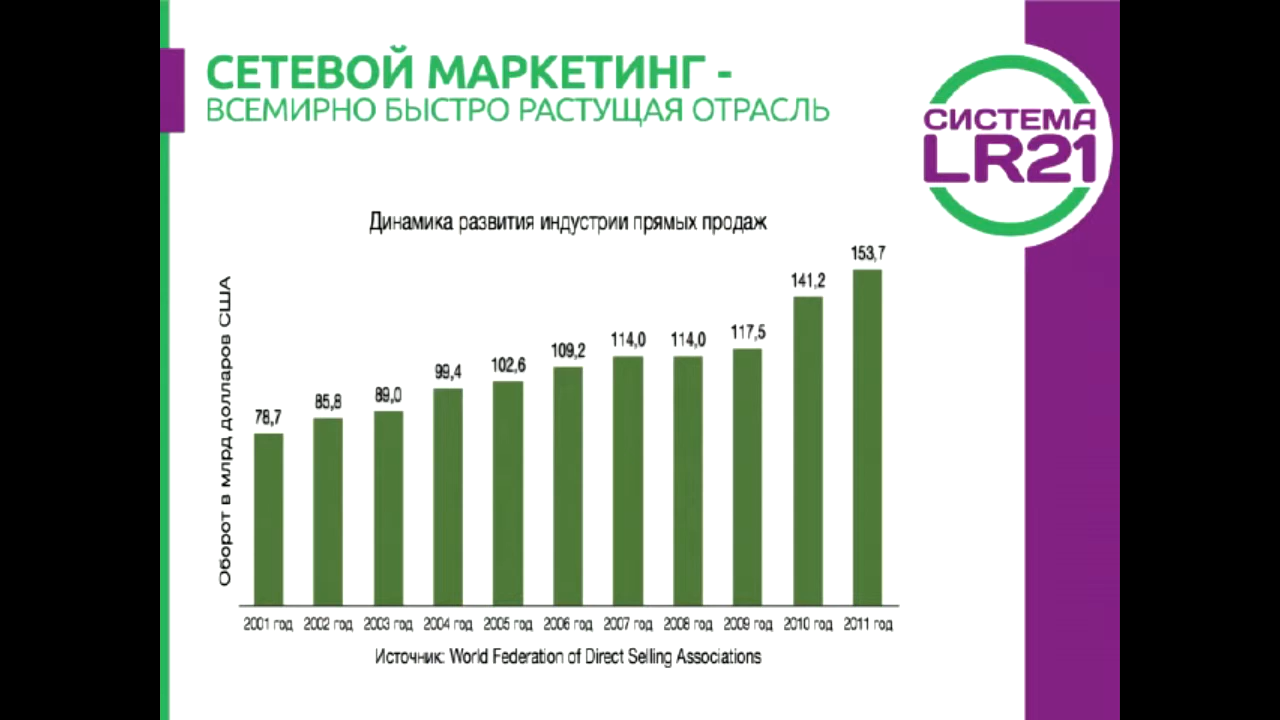 СЕТЕВОЙ МАРКЕТИНГ -
ВСЕМИРНО БЫСТРО РАСТУЩАЯ ОТРАСЛЬ
СИСТЕМА
LR21
Динамика развития индустрии прямых продаж
Оборот в млрд долларов США
78,7
85,8
89,0
99,4
102,6
109,2
114,0
114,0
117,5
141,2
153,7
2001 год 2002 год 2003 год 2004 год 2005 год 2006 год 2007 год 2008 год 2009 год 2010 год 2011 год
Источник: World Federation of Direct Selling Associations